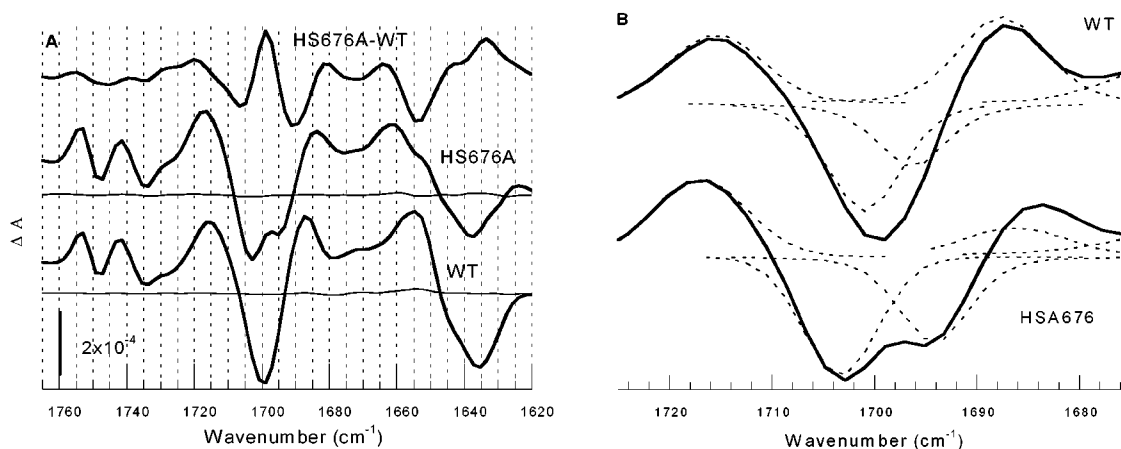 A
HS676A-WT
HS676A
WT
Δ A
2x10⁻⁴
1760 1740 1720 1700 1680 1660 1640 1620
Wavenumber (cm⁻¹)
B
WT
HSA676
1720 1710 1700 1690 1680
Wavenumber (cm⁻¹)